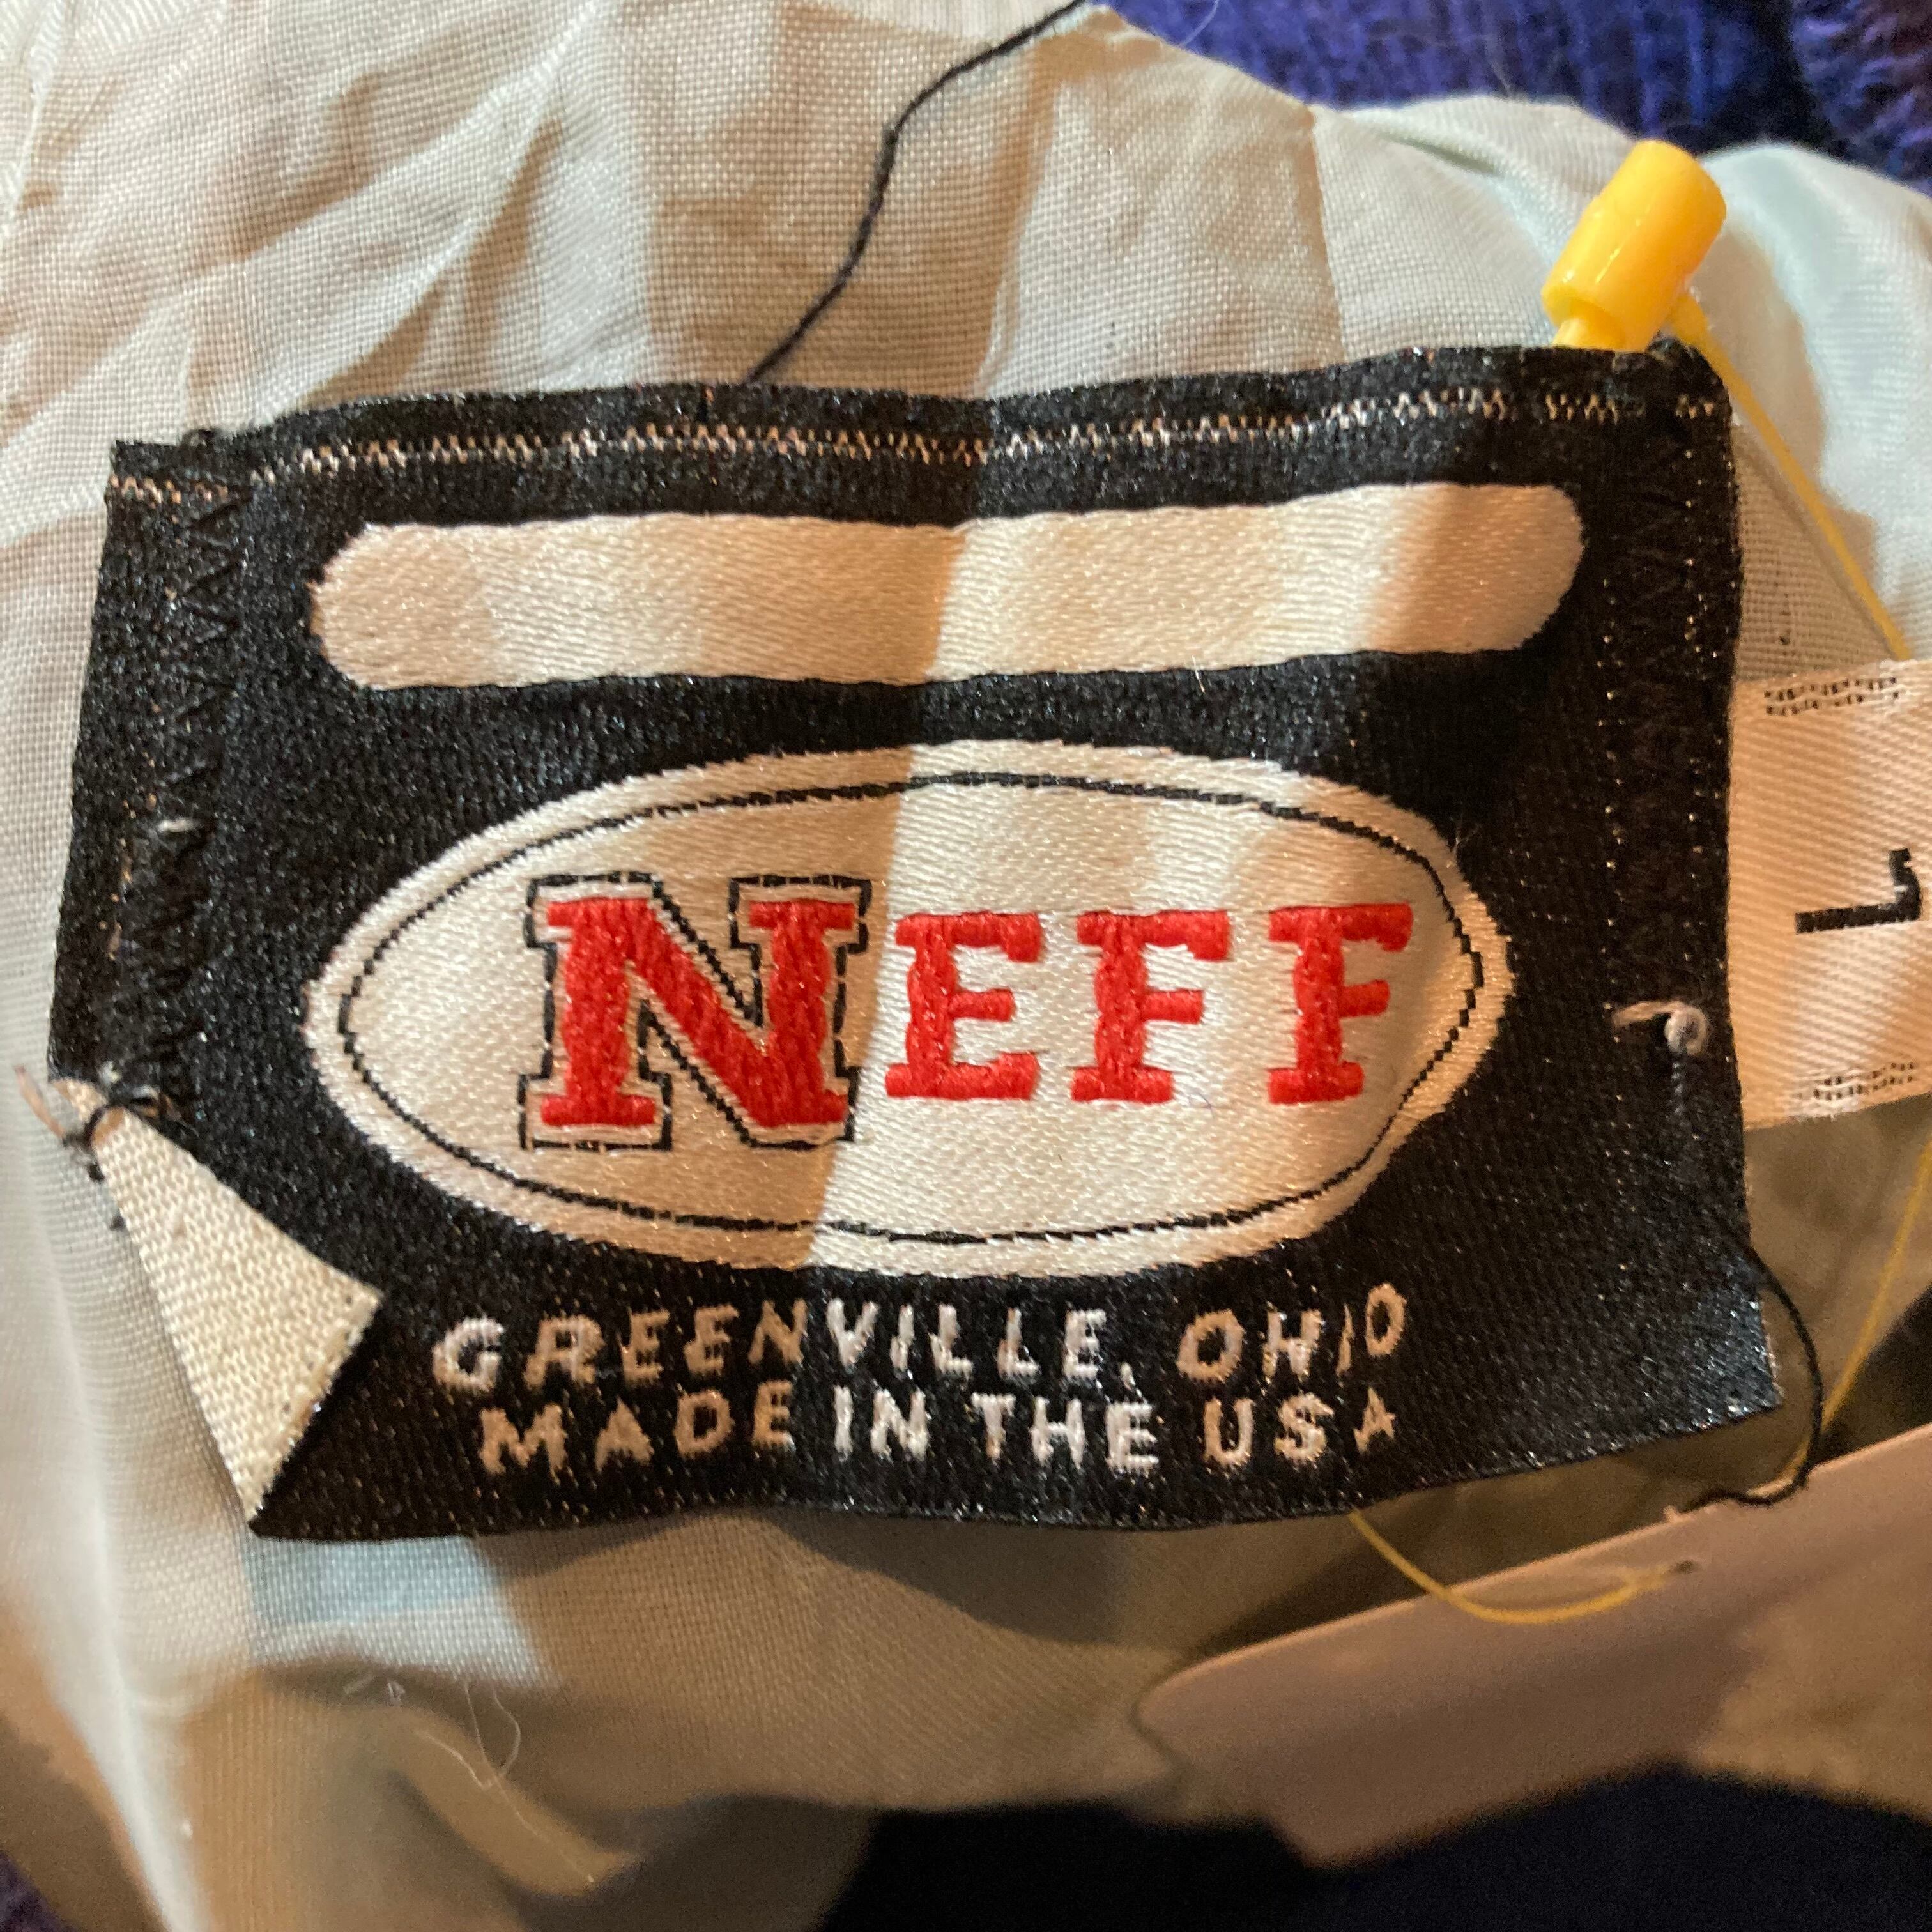 NEFF
GREENVILLE, OHIO
MADE IN THE USA
L